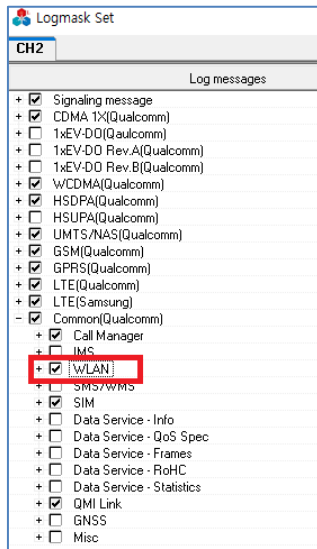 Logmask Set
CH2
Log messages
Signaling message
CDMA 1X(Qualcomm)
1xEV-DO(Qaulcomm)
1xEV-DO Rev.A(Qualcomm)
1xEV-DO Rev.B(Qualcomm)
WCDMA(Qualcomm)
HSDPA(Qualcomm)
HSUPA(Qualcomm)
UMTS/NAS(Qualcomm)
GSM(Qualcomm)
GPRS(Qualcomm)
LTE(Qualcomm)
LTE(Samsung)
Common(Qualcomm)
Call Manager
IMS
WLAN
SMS/WMS
SIM
Data Service - Info
Data Service - QoS Spec
Data Service - Frames
Data Service - RoHC
Data Service - Statistics
QMI Link
GNSS
Misc